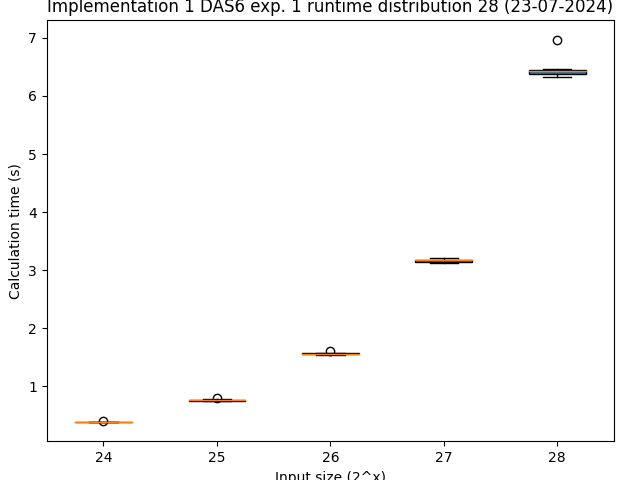 Implementation 1 DAS6 exp. 1 runtime distribution 28 (23-07-2024)
7
6
5
4
3
2
1
Calculation time (s)
24 25 26 27 28
Input size (2^x)